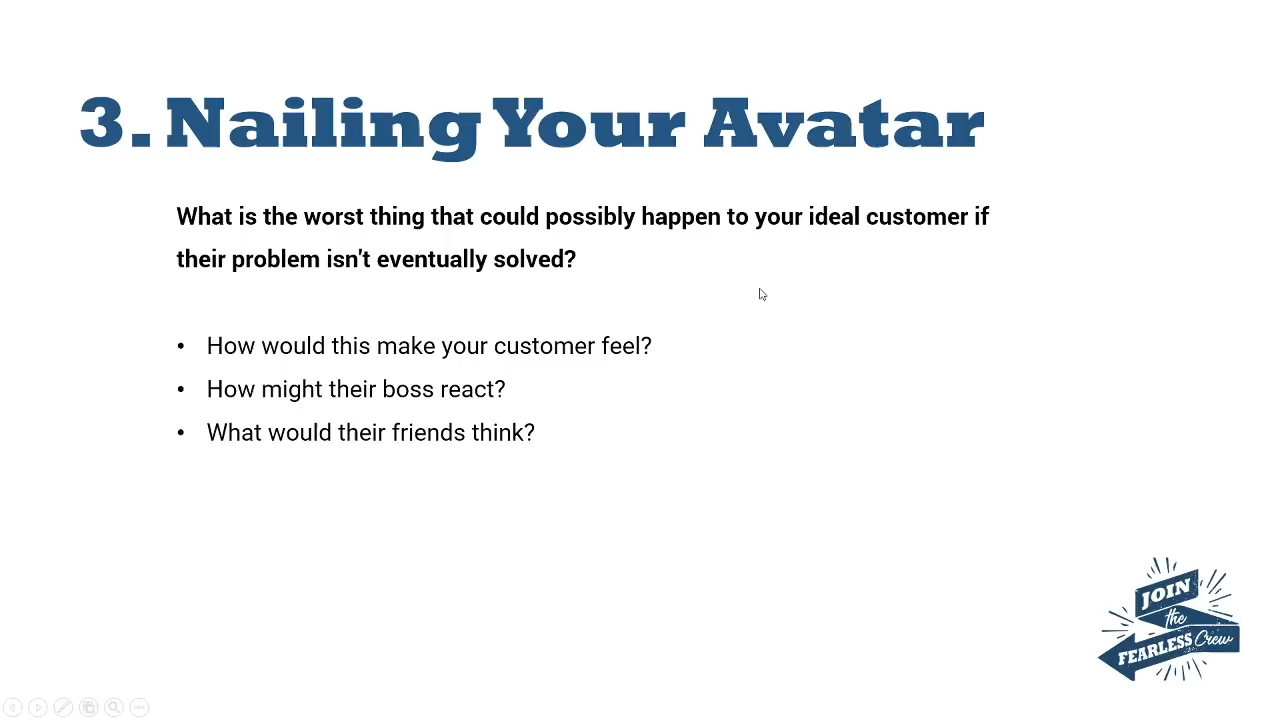 3. Nailing Your Avatar
What is the worst thing that could possibly happen to your ideal customer if
their problem isn't eventually solved?
• How would this make your customer feel?
• How might their boss react?
• What would their friends think?
JOIN
the
FEARLESS Crew